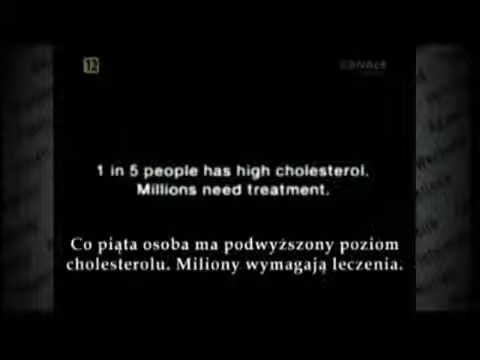 12
CANAL+
1 in 5 people has high cholesterol.
Millions need treatment.
Co piąta osoba ma podwyższony poziom
cholesterolu. Miliony wymagają leczenia.